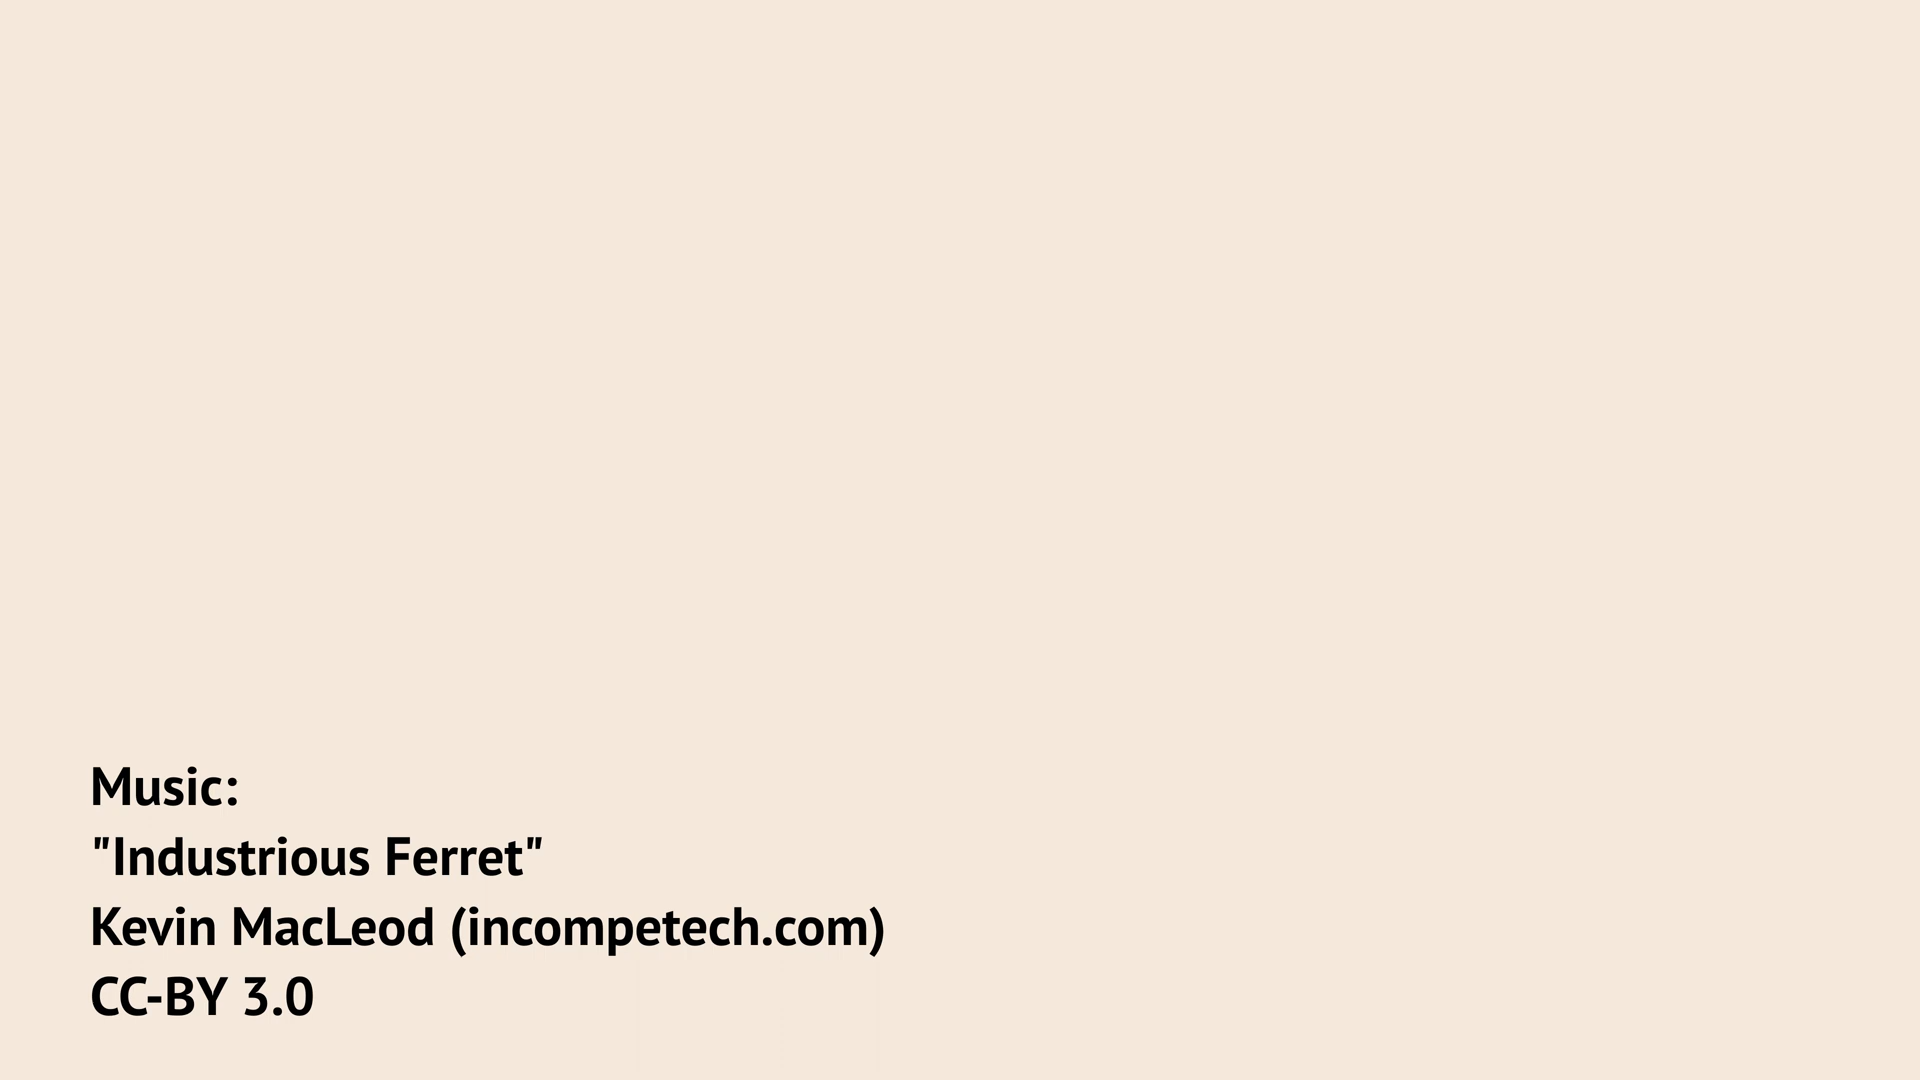 Music:
"Industrious Ferret"
Kevin MacLeod (incompetech.com)
CC-BY 3.0